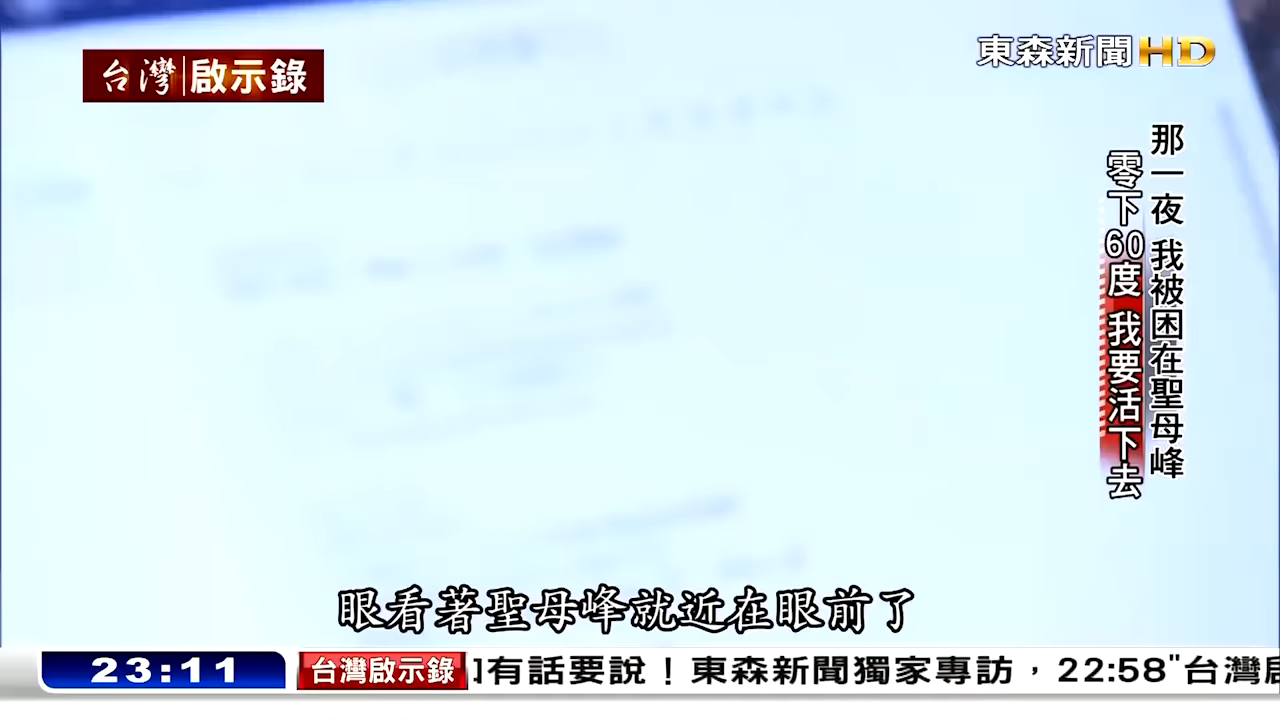 台灣啟示錄
東森新聞HD
那一夜 我被困在聖母峰
零下60度 我要活下去
眼看著聖母峰就近在眼前了
23:11 台灣啟示錄 有話要說!東森新聞獨家專訪,22:58"台灣